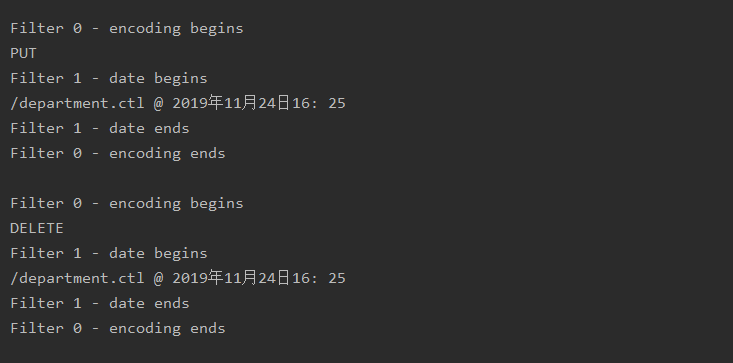 Filter 0 - encoding begins
PUT
Filter 1 - date begins
/department.ctl @ 2019年11月24日16: 25
Filter 1 - date ends
Filter 0 - encoding ends
Filter 0 - encoding begins
DELETE
Filter 1 - date begins
/department.ctl @ 2019年11月24日16: 25
Filter 1 - date ends
Filter 0 - encoding ends